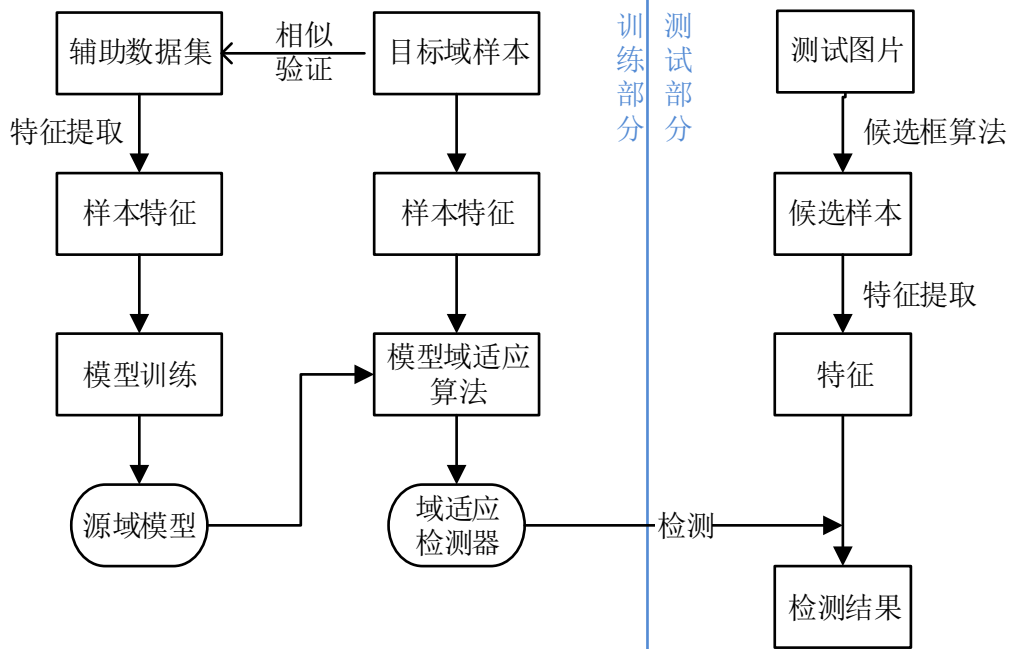 辅助数据集
相似
验证
目标域样本
训练部分
测试部分
测试图片
特征提取
候选框算法
样本特征
样本特征
候选样本
特征提取
模型训练
模型域适应
算法
特征
源域模型
域适应
检测器
检测
检测结果